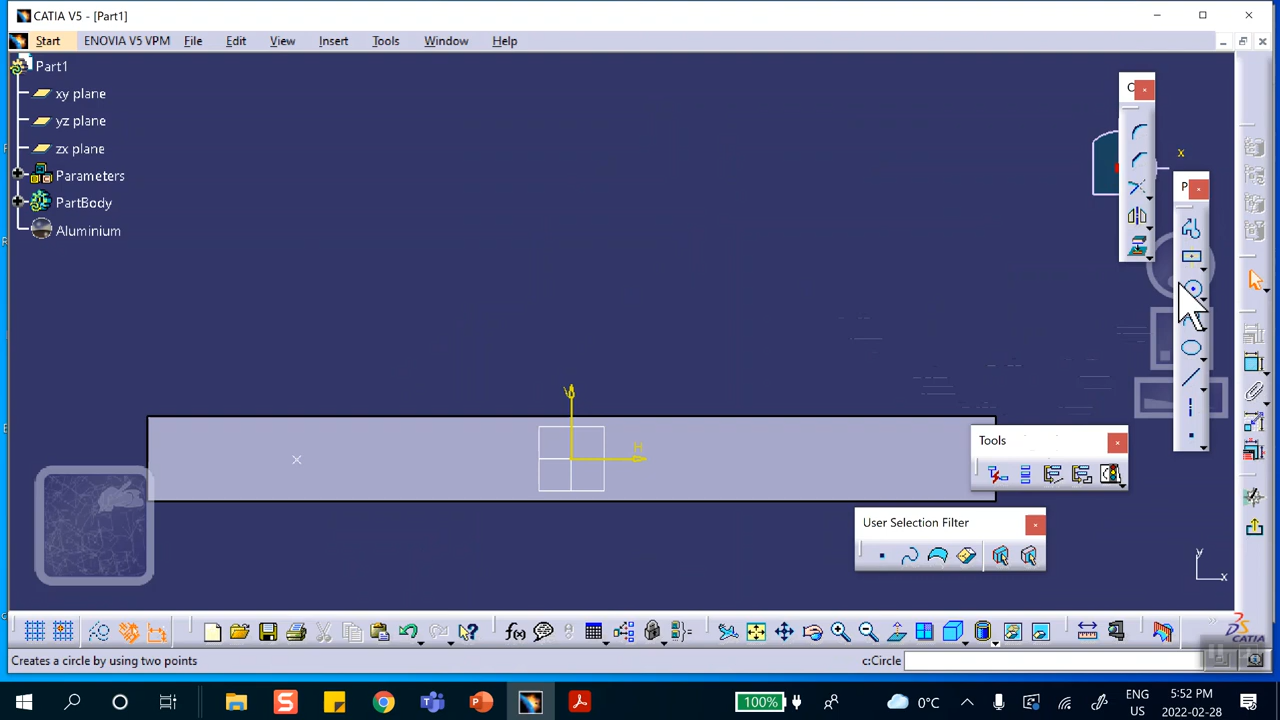 CATIA V5 - [Part1]
Start ENOVIA V5 VPM File Edit View Insert Tools Window Help
Part1
xy plane
yz plane
zx plane
Parameters
PartBody
Aluminium
x
V
H
Tools
User Selection Filter
y
x
f(x)
CATIA
Creates a circle by using two points
c:Circle
100%
0°C
ENG
US
5:52 PM
2022-02-28